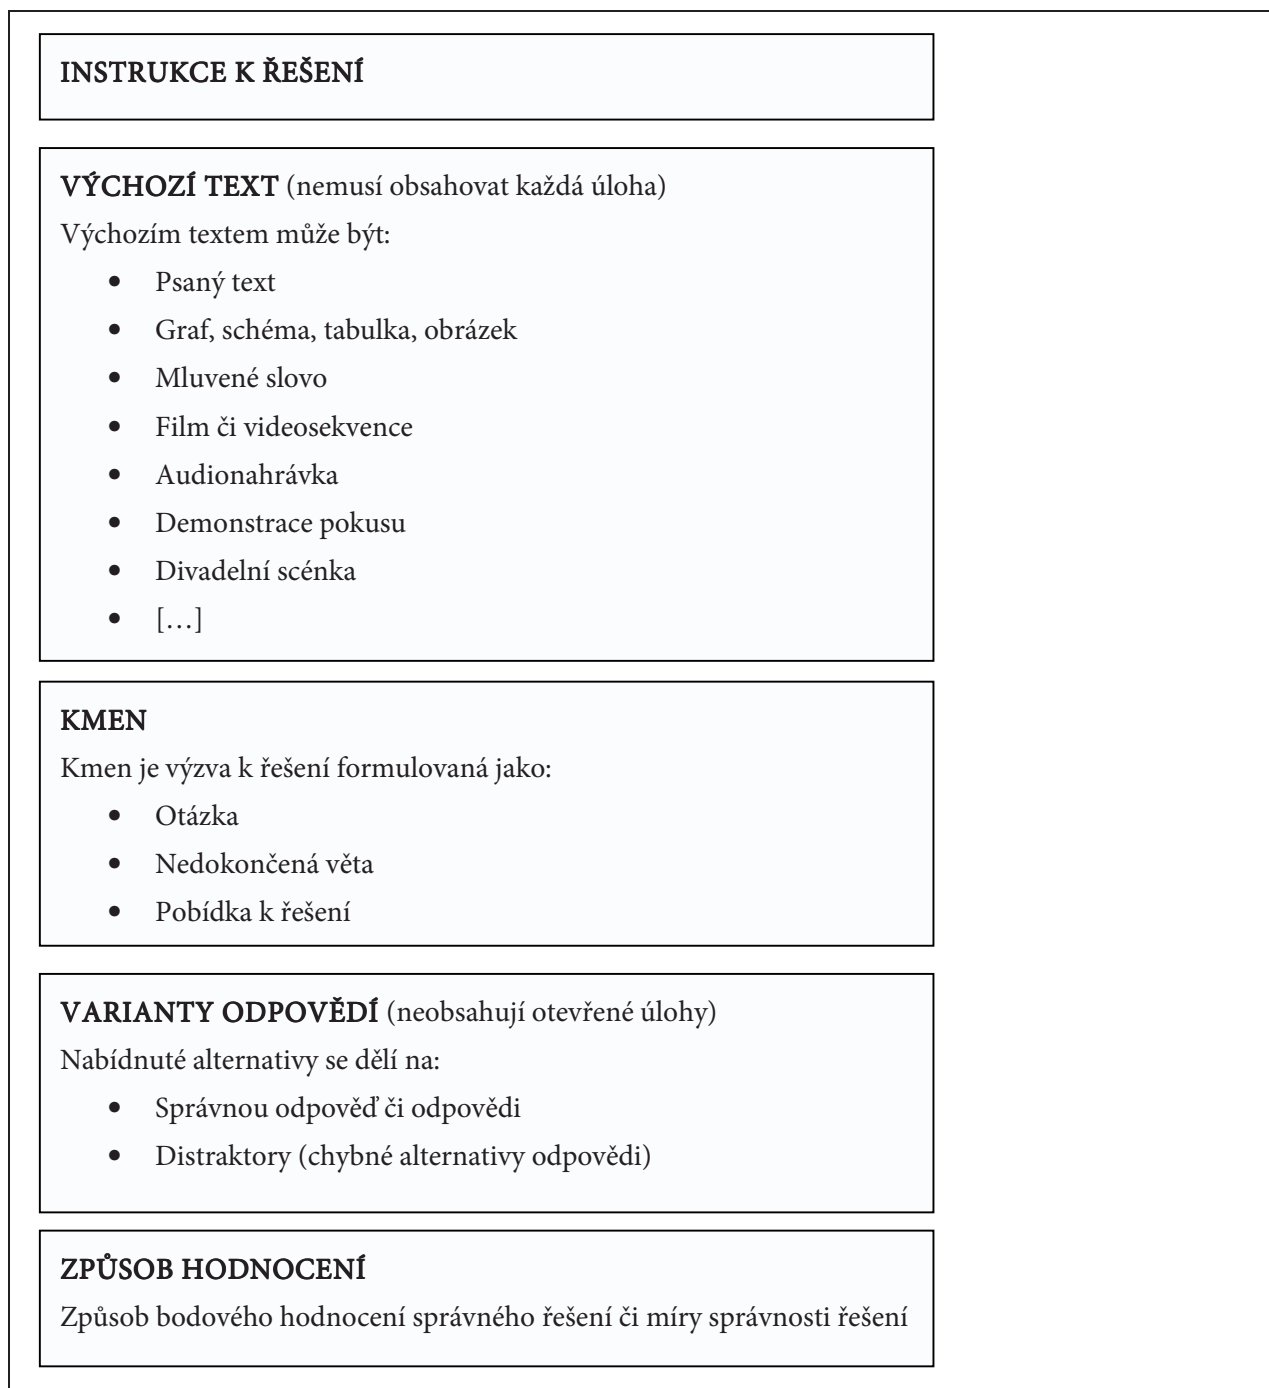 INSTRUKCE K ŘEŠENÍ
VÝCHOZÍ TEXT (nemusí obsahovat každá úloha)
Výchozím textem může být:
• Psaný text
• Graf, schéma, tabulka, obrázek
• Mluvené slovo
• Film či videosekvence
• Audionahrávka
• Demonstrace pokusu
• Divadelní scénka
• […]
KMEN
Kmen je výzva k řešení formulovaná jako:
• Otázka
• Nedokončená věta
• Pobídka k řešení
VARIANTY ODPOVĚDÍ (neobsahují otevřené úlohy)
Nabídnuté alternativy se dělí na:
• Správnou odpověď či odpovědi
• Distraktory (chybné alternativy odpovědi)
ZPŮSOB HODNOCENÍ
Způsob bodového hodnocení správného řešení či míry správnosti řešení